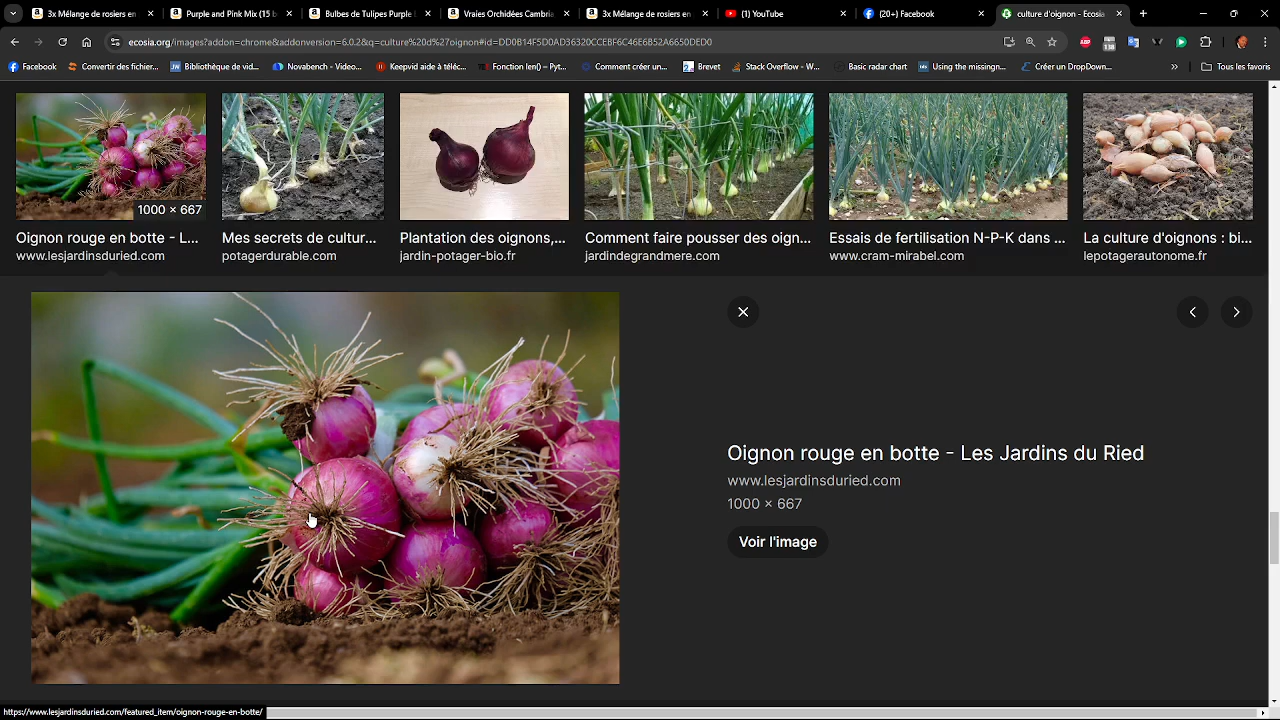 3x Mélange de rosiers en
Purple and Pink Mix (15 b
Bulbes de Tulipes Purple
Vraies Orchidées Cambria
3x Mélange de rosiers en
(1) YouTube
(20+) Facebook
culture d'oignon - Ecosia
ecosia.org/images?addon=chrome&addonversion=6.0.2&q=culture%20d%27oignon#id=DD0B14F5D0AD36320CCEBF6C46E6B52A6650DED0
Facebook
Convertir des fichier...
Bibliothèque de vid...
Novabench - Video...
Keepvid aide à téléc...
Fonction len() – Pyt...
Comment créer un...
Brevet
Stack Overflow - W...
Basic radar chart
Using the missingn...
Créer un DropDown...
Tous les favoris
1000 × 667
Oignon rouge en botte - L...
www.lesjardinsduried.com
Mes secrets de cultur...
potagerdurable.com
Plantation des oignons,...
jardin-potager-bio.fr
Comment faire pousser des oign...
jardindegrandmere.com
Essais de fertilisation N-P-K dans ...
www.cram-mirabel.com
La culture d'oignons : bi...
lepotagerautonome.fr
Oignon rouge en botte - Les Jardins du Ried
www.lesjardinsduried.com
1000 × 667
Voir l'image
https://www.lesjardinsduried.com/featured_item/oignon-rouge-en-botte/